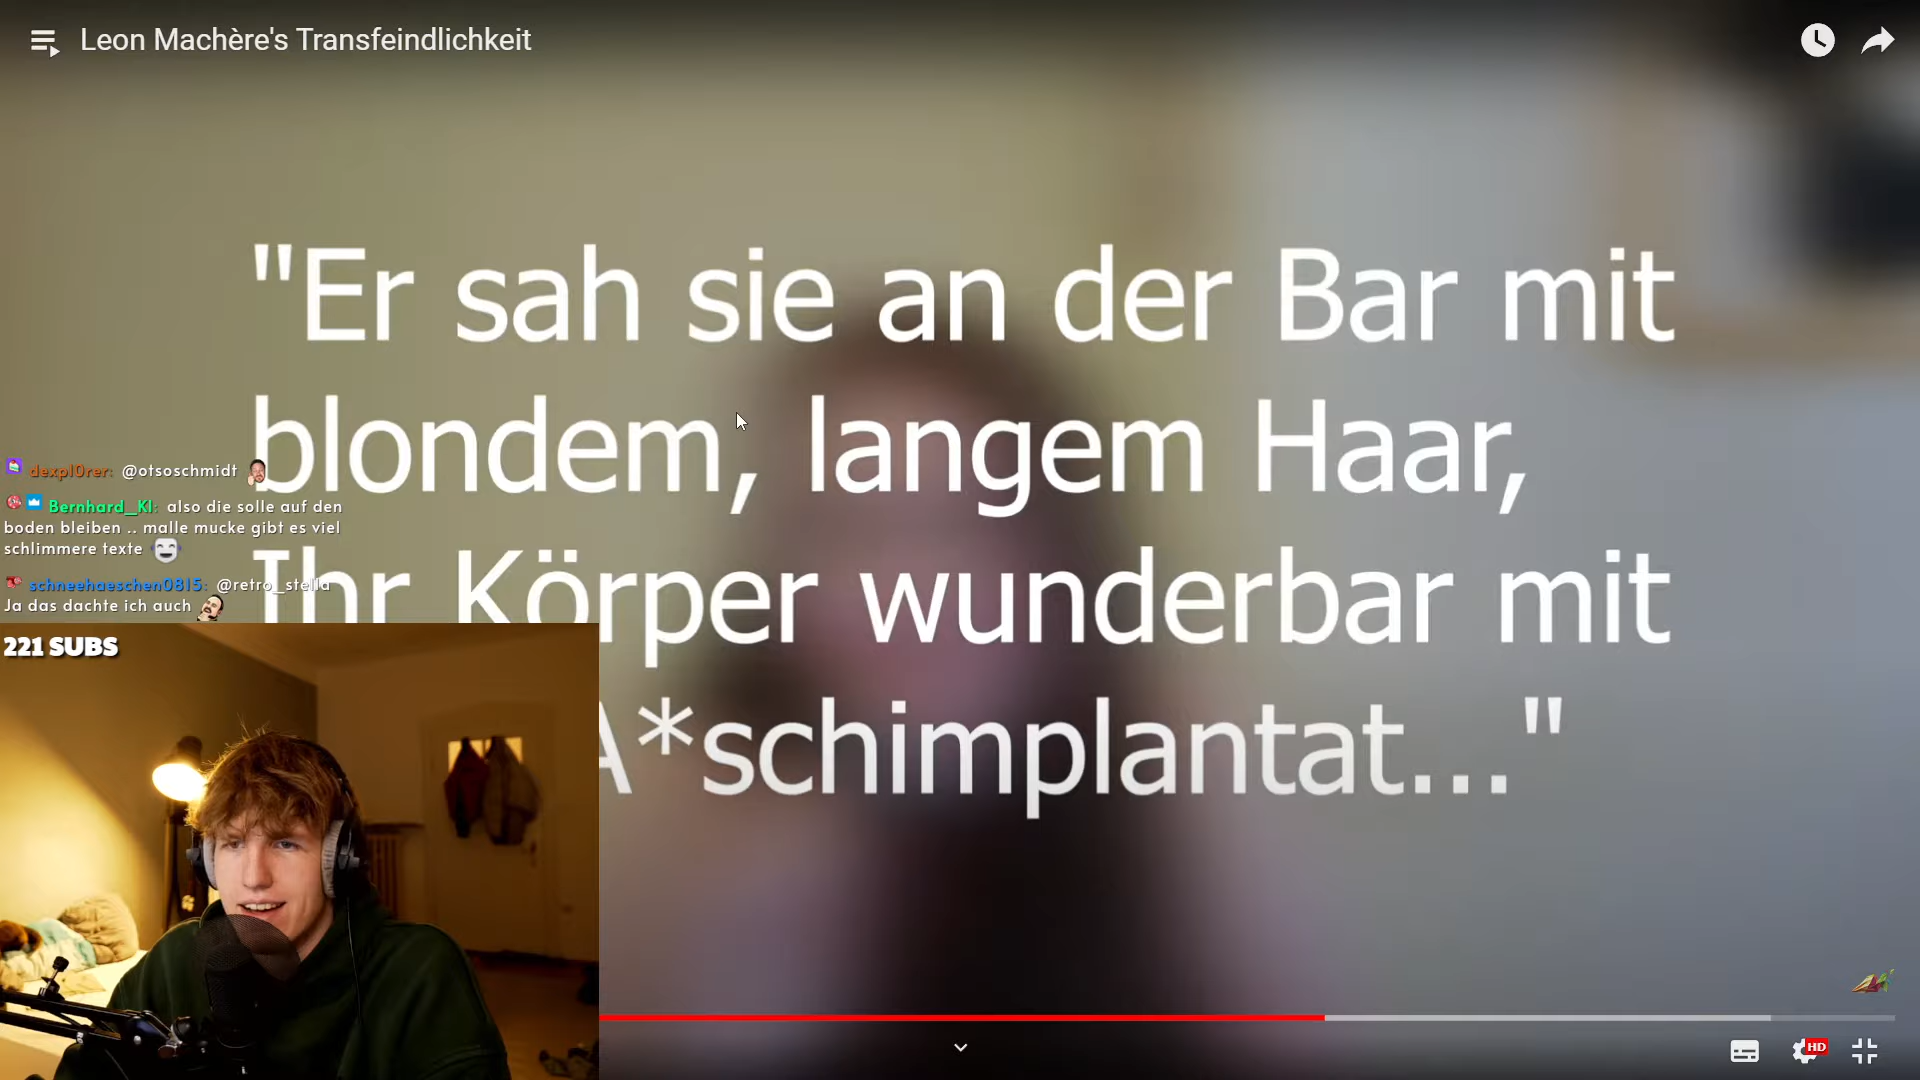 Leon Machère's Transfeindlichkeit
"Er sah sie an der Bar mit
blondem, langem Haar,
Ihr Körper wunderbar mit
A*schimplantat..."
dexpl0rer: @otsoschmidt
Bernhard_Kl: also die solle auf den
boden bleiben .. malle mucke gibt es viel
schlimmere texte
schneehaeschen0815: @retro_stella
Ja das dachte ich auch
221 SUBS
HD